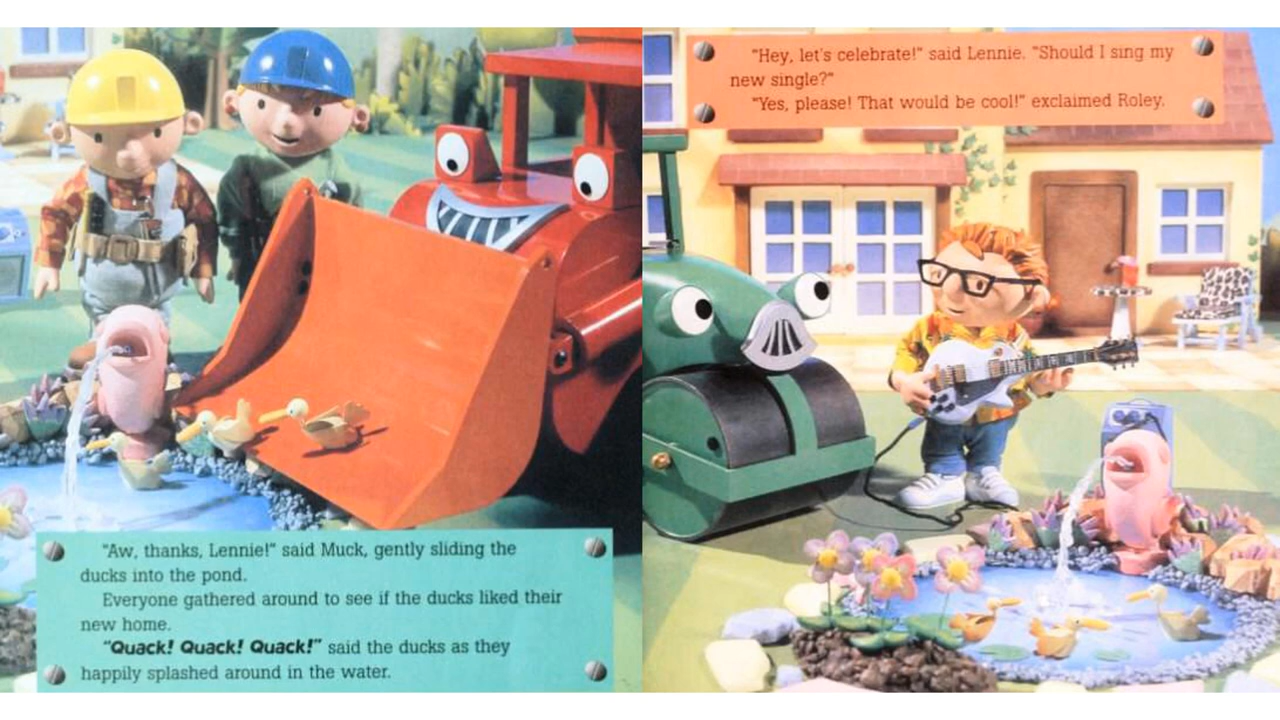 "Aw, thanks, Lennie!" said Muck, gently sliding the
ducks into the pond.
Everyone gathered around to see if the ducks liked their
new home.
"Quack! Quack! Quack!" said the ducks as they
happily splashed around in the water.
"Hey, let's celebrate!" said Lennie. "Should I sing my
new single?"
"Yes, please! That would be cool!" exclaimed Roley.